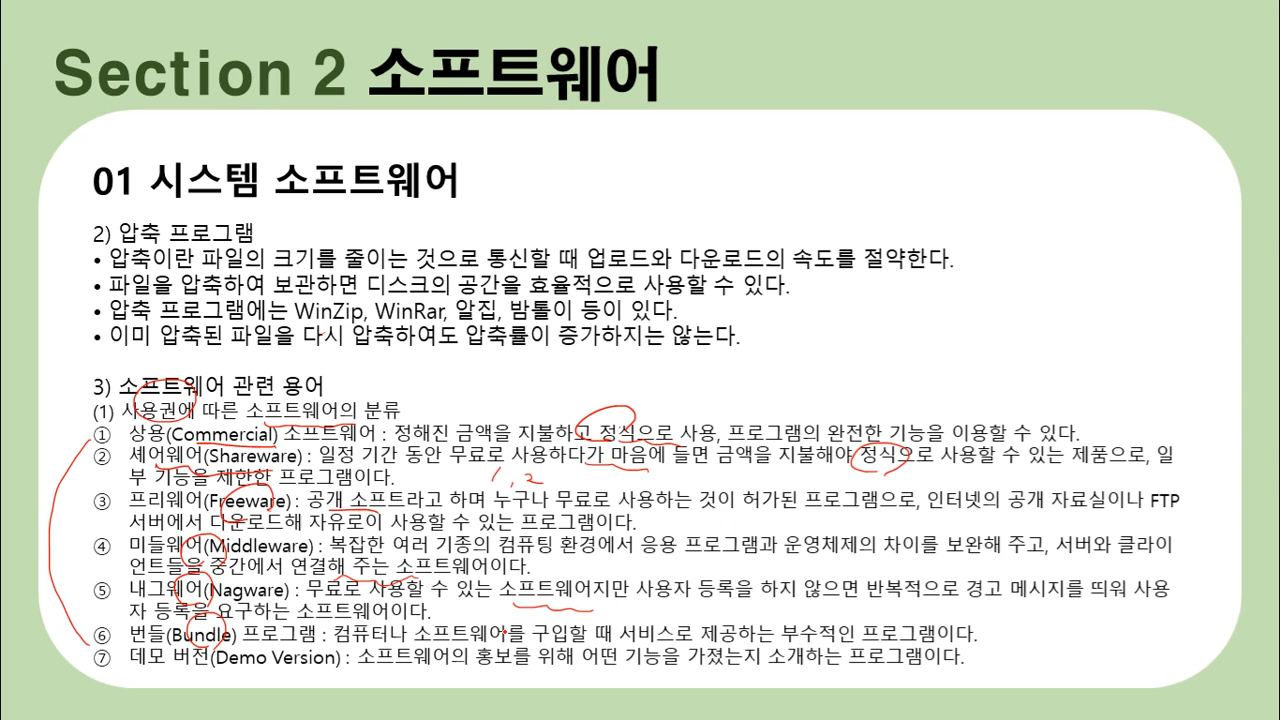 Section 2 소프트웨어
01 시스템 소프트웨어
2) 압축 프로그램
• 압축이란 파일의 크기를 줄이는 것으로 통신할 때 업로드와 다운로드의 속도를 절약한다.
• 파일을 압축하여 보관하면 디스크의 공간을 효율적으로 사용할 수 있다.
• 압축 프로그램에는 WinZip, WinRar, 알집, 밤톨이 등이 있다.
• 이미 압축된 파일을 다시 압축하여도 압축률이 증가하지는 않는다.
3) 소프트웨어 관련 용어
(1) 사용권에 따른 소프트웨어의 분류
① 상용(Commercial) 소프트웨어 : 정해진 금액을 지불하고 정식으로 사용, 프로그램의 완전한 기능을 이용할 수 있다.
② 셰어웨어(Shareware) : 일정 기간 동안 무료로 사용하다가 마음에 들면 금액을 지불해야 정식으로 사용할 수 있는 제품으로, 일
부 기능을 제한한 프로그램이다.
1, 2
③ 프리웨어(Freeware) : 공개 소프트라고 하며 누구나 무료로 사용하는 것이 허가된 프로그램으로, 인터넷의 공개 자료실이나 FTP
서버에서 다운로드해 자유로이 사용할 수 있는 프로그램이다.
④ 미들웨어(Middleware) : 복잡한 여러 기종의 컴퓨팅 환경에서 응용 프로그램과 운영체제의 차이를 보완해 주고, 서버와 클라이
언트들을 중간에서 연결해 주는 소프트웨어이다.
⑤ 내그웨어(Nagware) : 무료로 사용할 수 있는 소프트웨어지만 사용자 등록을 하지 않으면 반복적으로 경고 메시지를 띄워 사용
자 등록을 요구하는 소프트웨어이다.
⑥ 번들(Bundle) 프로그램 : 컴퓨터나 소프트웨어를 구입할 때 서비스로 제공하는 부수적인 프로그램이다.
⑦ 데모 버전(Demo Version) : 소프트웨어의 홍보를 위해 어떤 기능을 가졌는지 소개하는 프로그램이다.